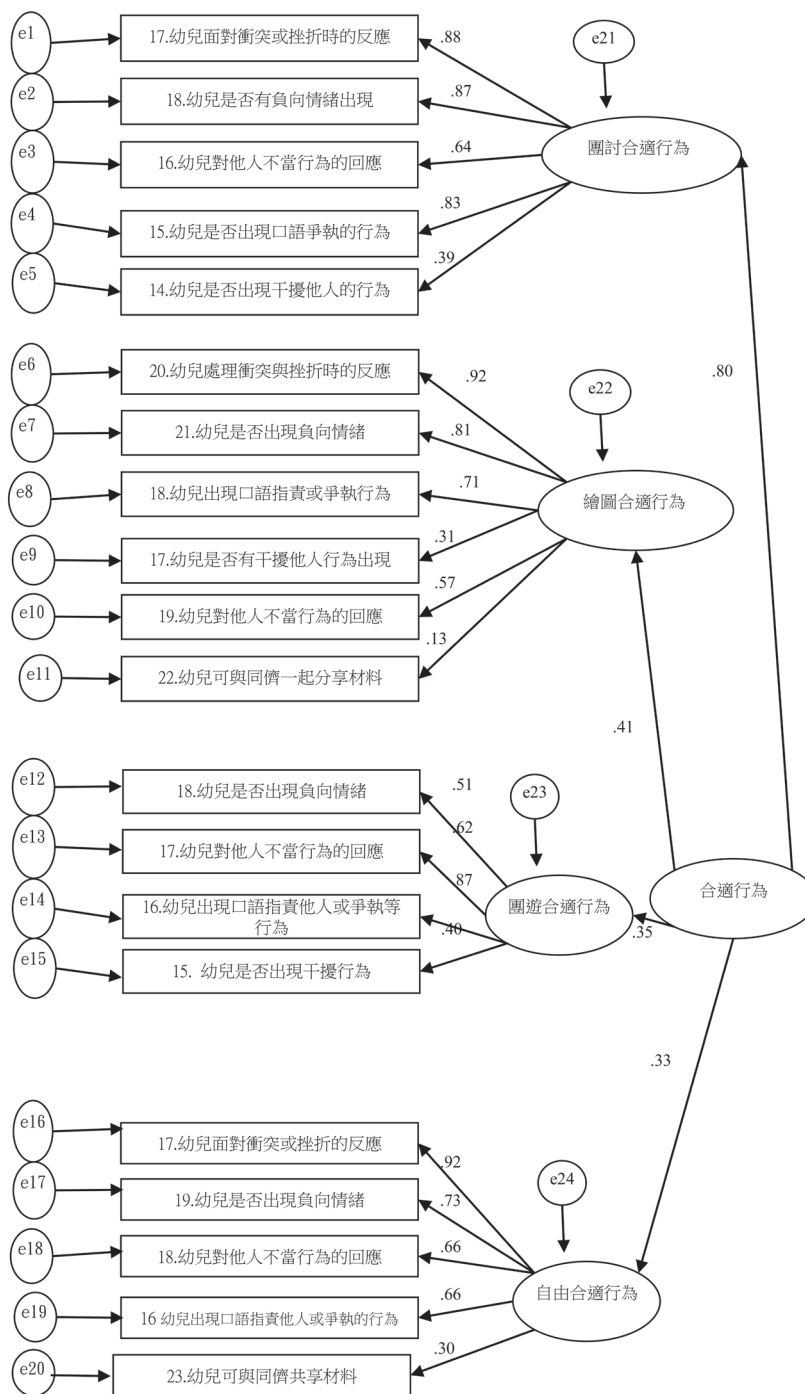 e1
17.幼兒面對衝突或挫折時的反應
.88
e21
e2
18.幼兒是否有負向情緒出現
.87
團討合適行為
e3
16.幼兒對他人不當行為的回應
.64
e4
15.幼兒是否出現口語爭執的行為
.83
e5
14.幼兒是否出現干擾他人的行為
.39
.80
e6
20.幼兒處理衝突與挫折時的反應
.92
e22
e7
21.幼兒是否出現負向情緒
.81
e8
18.幼兒出現口語指責或爭執行為
.71
繪圖合適行為
e9
17.幼兒是否有干擾他人行為出現
.31
e10
19.幼兒對他人不當行為的回應
.57
e11
22.幼兒可與同儕一起分享材料
.13
.41
e12
18.幼兒是否出現負向情緒
.51
e23
e13
17.幼兒對他人不當行為的回應
.62
e14
16.幼兒出現口語指責他人或爭執等
行為
.87
團遊合適行為
合適行為
.35
e15
15. 幼兒是否出現干擾行為
.40
.33
e16
17.幼兒面對衝突或挫折的反應
.92
e24
e17
19.幼兒是否出現負向情緒
.73
e18
18.幼兒對他人不當行為的回應
.66
自由合適行為
e19
16 幼兒出現口語指責他人或爭執的行為
.66
e20
23.幼兒可與同儕共享材料
.30